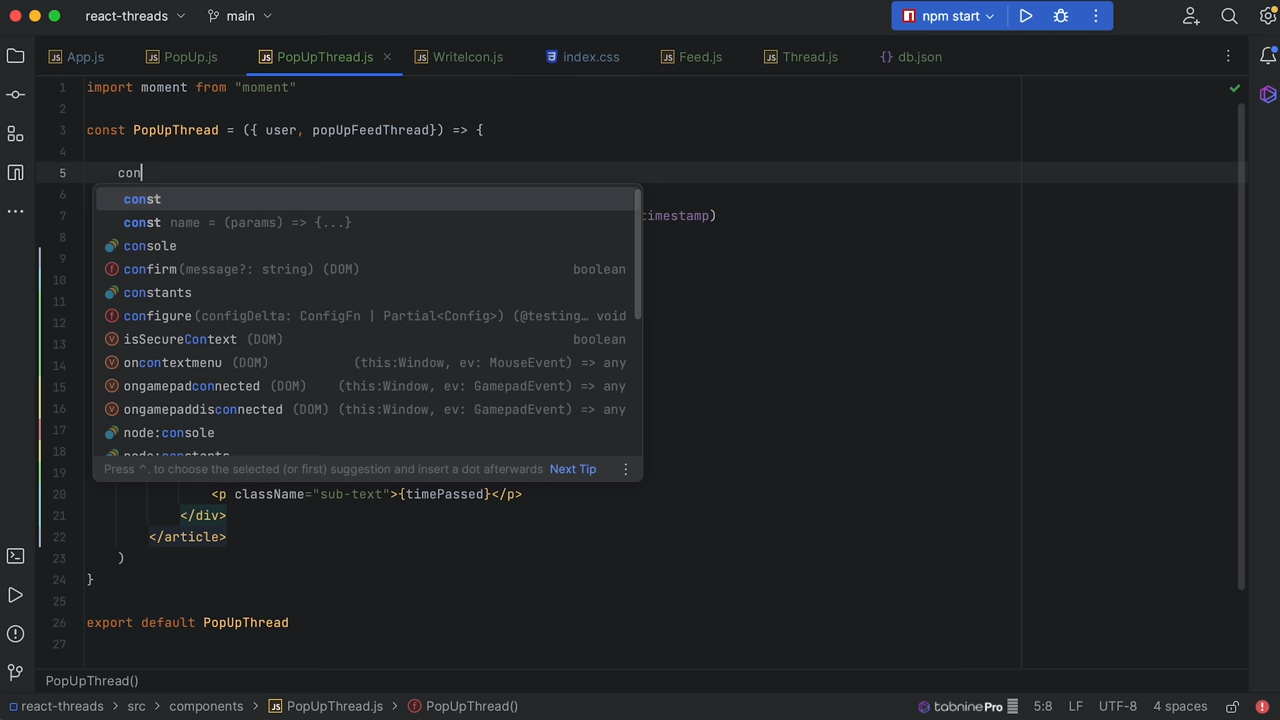 react-threads main npm start
App.js PopUp.js PopUpThread.js WriteIcon.js index.css Feed.js Thread.js {} db.json
1 import moment from "moment"
2
3 const PopUpThread = ({ user, popUpFeedThread}) => {
4
5 con
const
6
7 timestamp)
const name = (params) => {...}
8
console
9
confirm(message?: string) (DOM) boolean
10
constants
11
configure(configDelta: ConfigFn | Partial<Config>) (@testing… void
12
isSecureContext (DOM) boolean
13
oncontextmenu (DOM) (this:Window, ev: MouseEvent) => any
14
ongamepadconnected (DOM) (this:Window, ev: GamepadEvent) => any
15
ongamepaddisconnected (DOM) (this:Window, ev: GamepadEvent) => any
16
17
node:console
18
node:constants
19
Press ^. to choose the selected (or first) suggestion and insert a dot afterwards Next Tip
20 <p className="sub-text">{timePassed}</p>
21 </div>
22 </article>
23 )
24 }
25
26 export default PopUpThread
27
PopUpThread()
react-threads > src > components > PopUpThread.js > PopUpThread() tabnine Pro 5:8 LF UTF-8 4 spaces